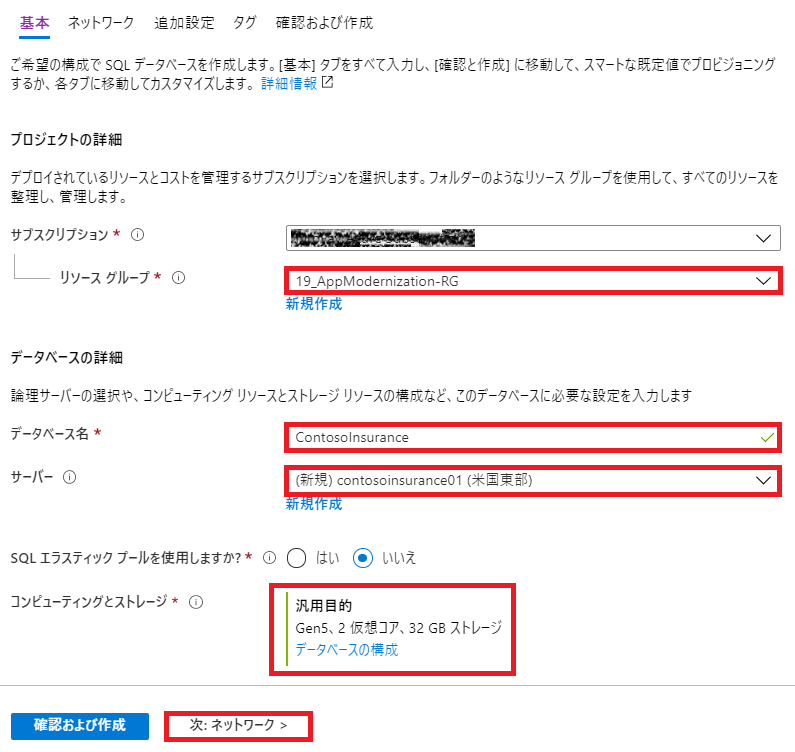 基本 ネットワーク 追加設定 タグ 確認および作成
ご希望の構成で SQL データベースを作成します。[基本] タブをすべて入力し、[確認と作成] に移動して、スマートな既定値でプロビジョニング
するか、各タブに移動してカスタマイズします。 詳細情報
プロジェクトの詳細
デプロイされているリソースとコストを管理するサブスクリプションを選択します。フォルダーのようなリソース グループを使用して、すべてのリソースを
整理し、管理します。
サブスクリプション *
リソース グループ * 19_AppModernization-RG
新規作成
データベースの詳細
論理サーバーの選択や、コンピューティング リソースとストレージ リソースの構成など、このデータベースに必要な設定を入力します
データベース名 * ContosoInsurance
サーバー (新規) contosoinsurance01 (米国東部)
新規作成
SQL エラスティック プールを使用しますか? * はい いいえ
コンピューティングとストレージ * 汎用目的
Gen5、2 仮想コア、32 GB ストレージ
データベースの構成
確認および作成 次: ネットワーク >